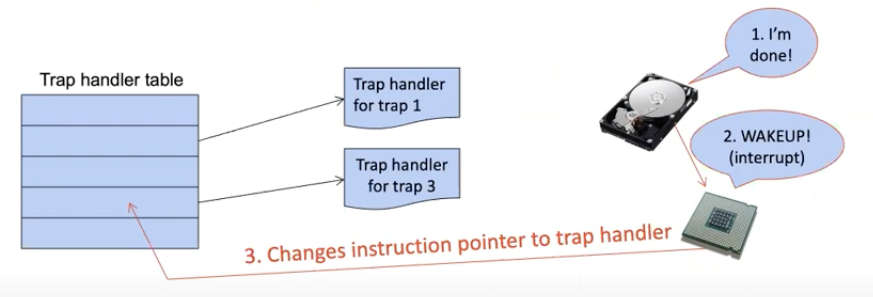 Trap handler table
Trap handler
for trap 1
Trap handler
for trap 3
1. I'm
done!
2. WAKEUP!
(interrupt)
3. Changes instruction pointer to trap handler